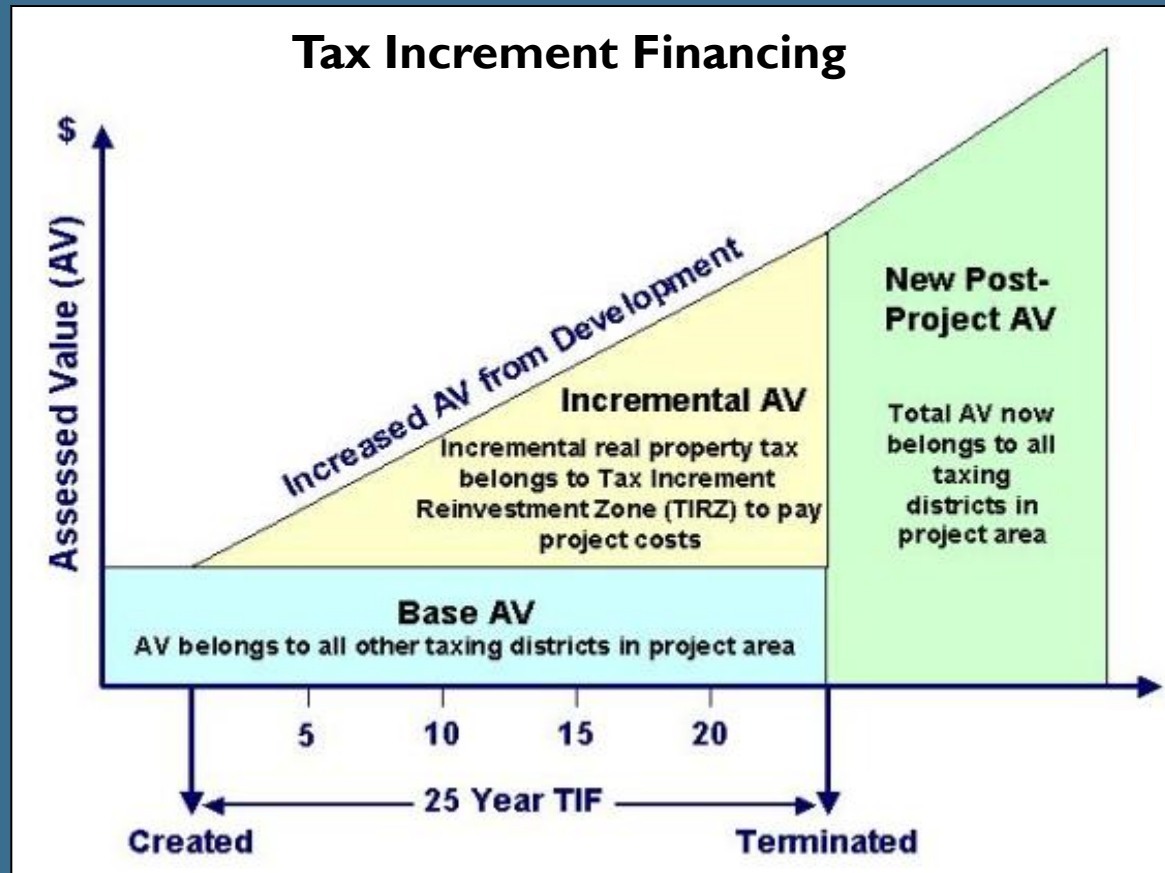 Tax Increment Financing
$
Assessed Value (AV)
Increased AV from Development
Incremental AV
Incremental real property tax
belongs to Tax Increment
Reinvestment Zone (TIRZ) to pay
project costs
New Post-
Project AV
Total AV now
belongs to all
taxing
districts in
project area
Base AV
AV belongs to all other taxing districts in project area
5 10 15 20
25 Year TIF
Created
Terminated